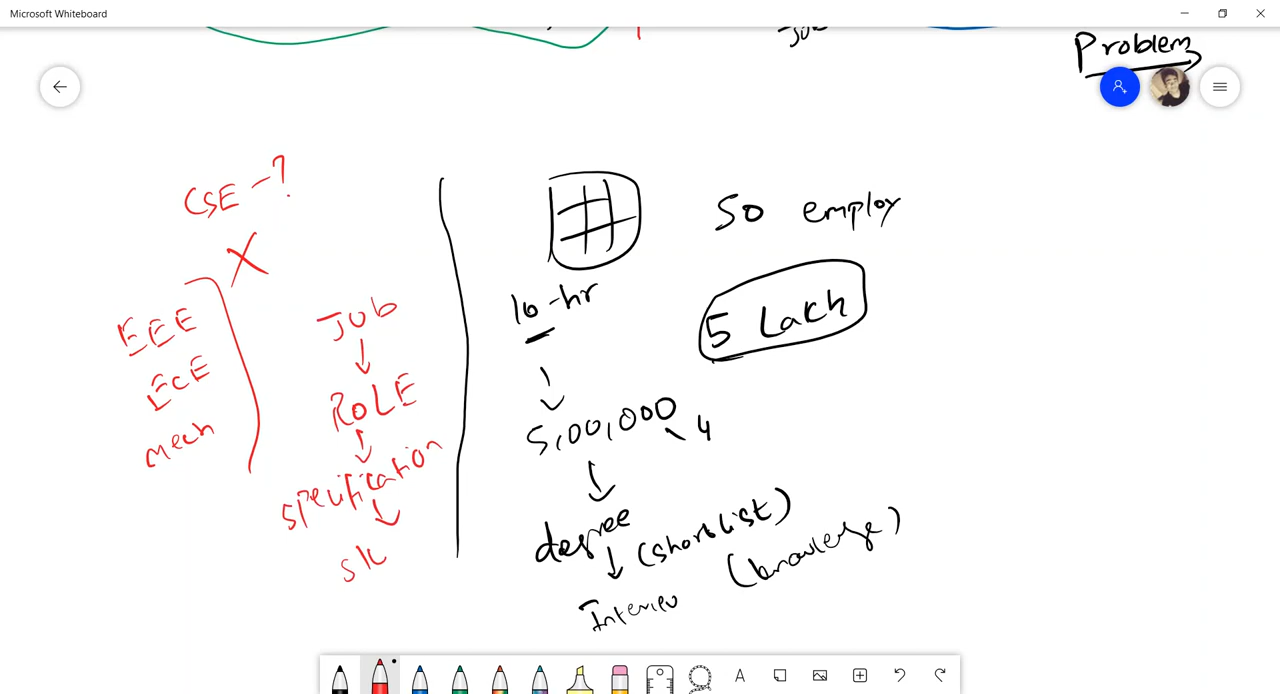 Microsoft Whiteboard
Job
Problem
CSE - ?
X
EEE
ECE
mech
Job
ROLE
specification
sk
10-hr
5,00,000
4
degree
(shortlist)
Interview
(knowledge)
50 employ
5 Lakh
A